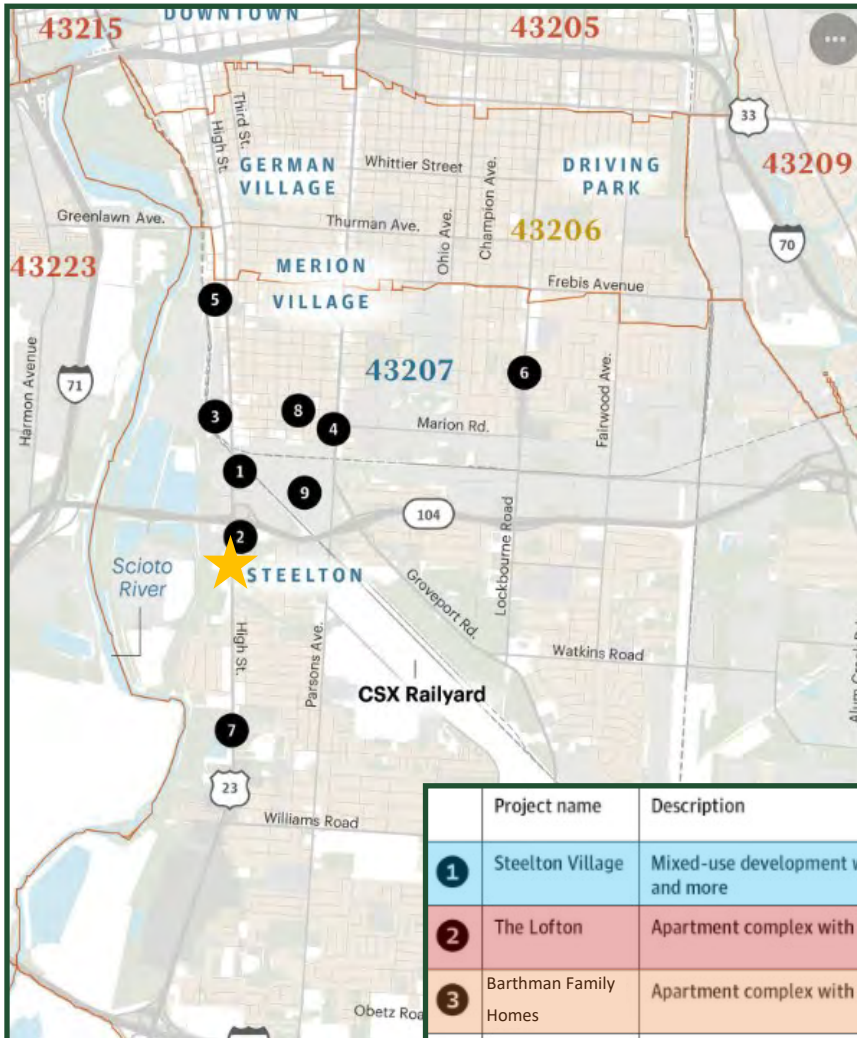 DOWNTOWN
43215
43205
33
Third St.
High St.
GERMAN
VILLAGE
Whittier Street
DRIVING
PARK
43209
Greenlawn Ave.
Thurman Ave.
Ohio Ave.
Champion Ave.
43206
70
43223
MERION
VILLAGE
Frebis Avenue
5
71
Harmon Avenue
43207
6
Fairwood Ave.
3
8
4
Marion Rd.
1
9
104
Lockbourne Road
2
Scioto
River
STEELTON
Groveport Rd.
High St.
Parsons Ave.
Watkins Road
CSX Railyard
7
23
Williams Road
Obetz Roa
Project name Description
1 Steelton Village Mixed-use development w
and more
2 The Lofton Apartment complex with
3 Barthman Family
Homes Apartment complex with